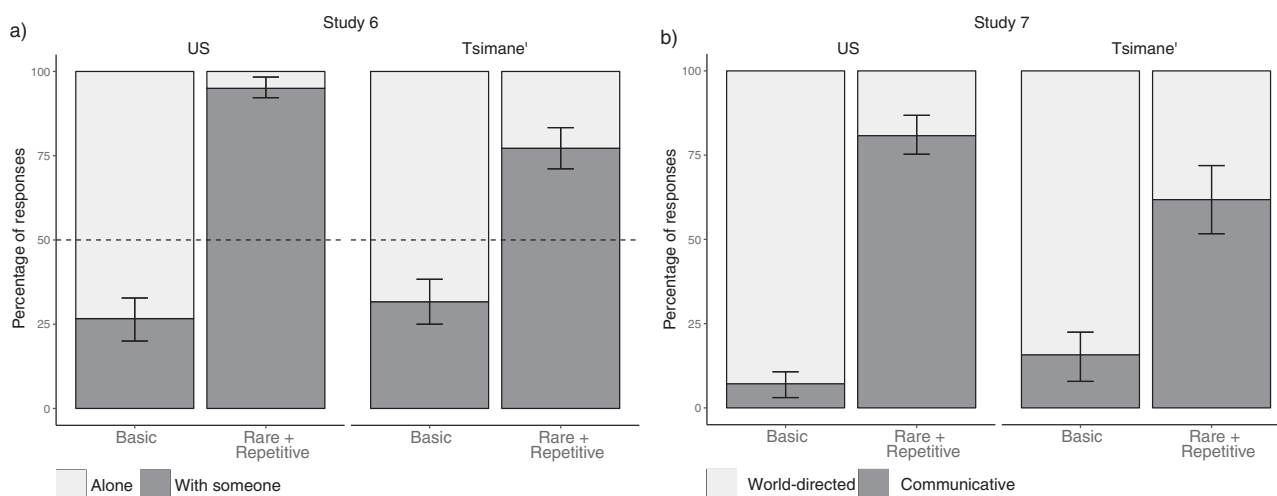 a)
Study 6
US
Tsimane'
Percentage of responses
100
75
50
25
0
Basic
Rare +
Repetitive
Basic
Rare +
Repetitive
Alone
With someone
b)
Study 7
US
Tsimane'
Percentage of responses
100
75
50
25
0
Basic
Rare +
Repetitive
Basic
Rare +
Repetitive
World-directed
Communicative